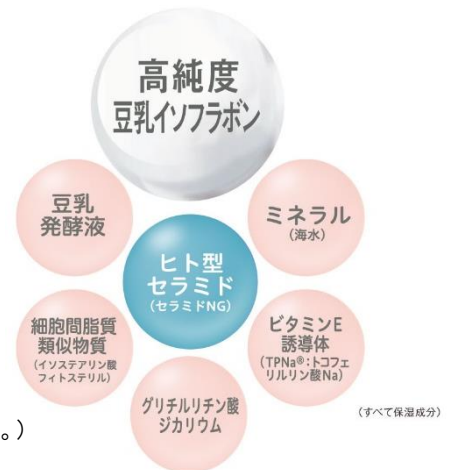 高純度
豆乳イソフラボン
豆乳
発酵液
ミネラル
(海水)
ヒト型
セラミド
(セラミドNG)
細胞間脂質
類似物質
(イソステアリン酸
フィトステリル)
ビタミンE
誘導体
(TPNa®:トコフェ
リルリン酸Na)
グリチルリチン酸
ジカリウム
(すべて保湿成分)
。)